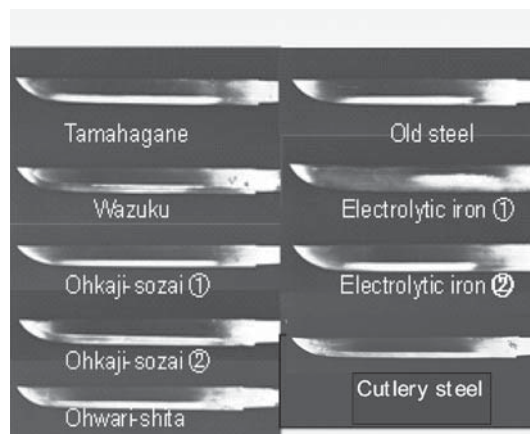 Tamahagane
Wazuku
Ohkaji-sozai ①
Ohkaji-sozai ②
Ohwari-shita
Old steel
Electrolytic iron ①
Electrolytic iron ②
Cutlery steel